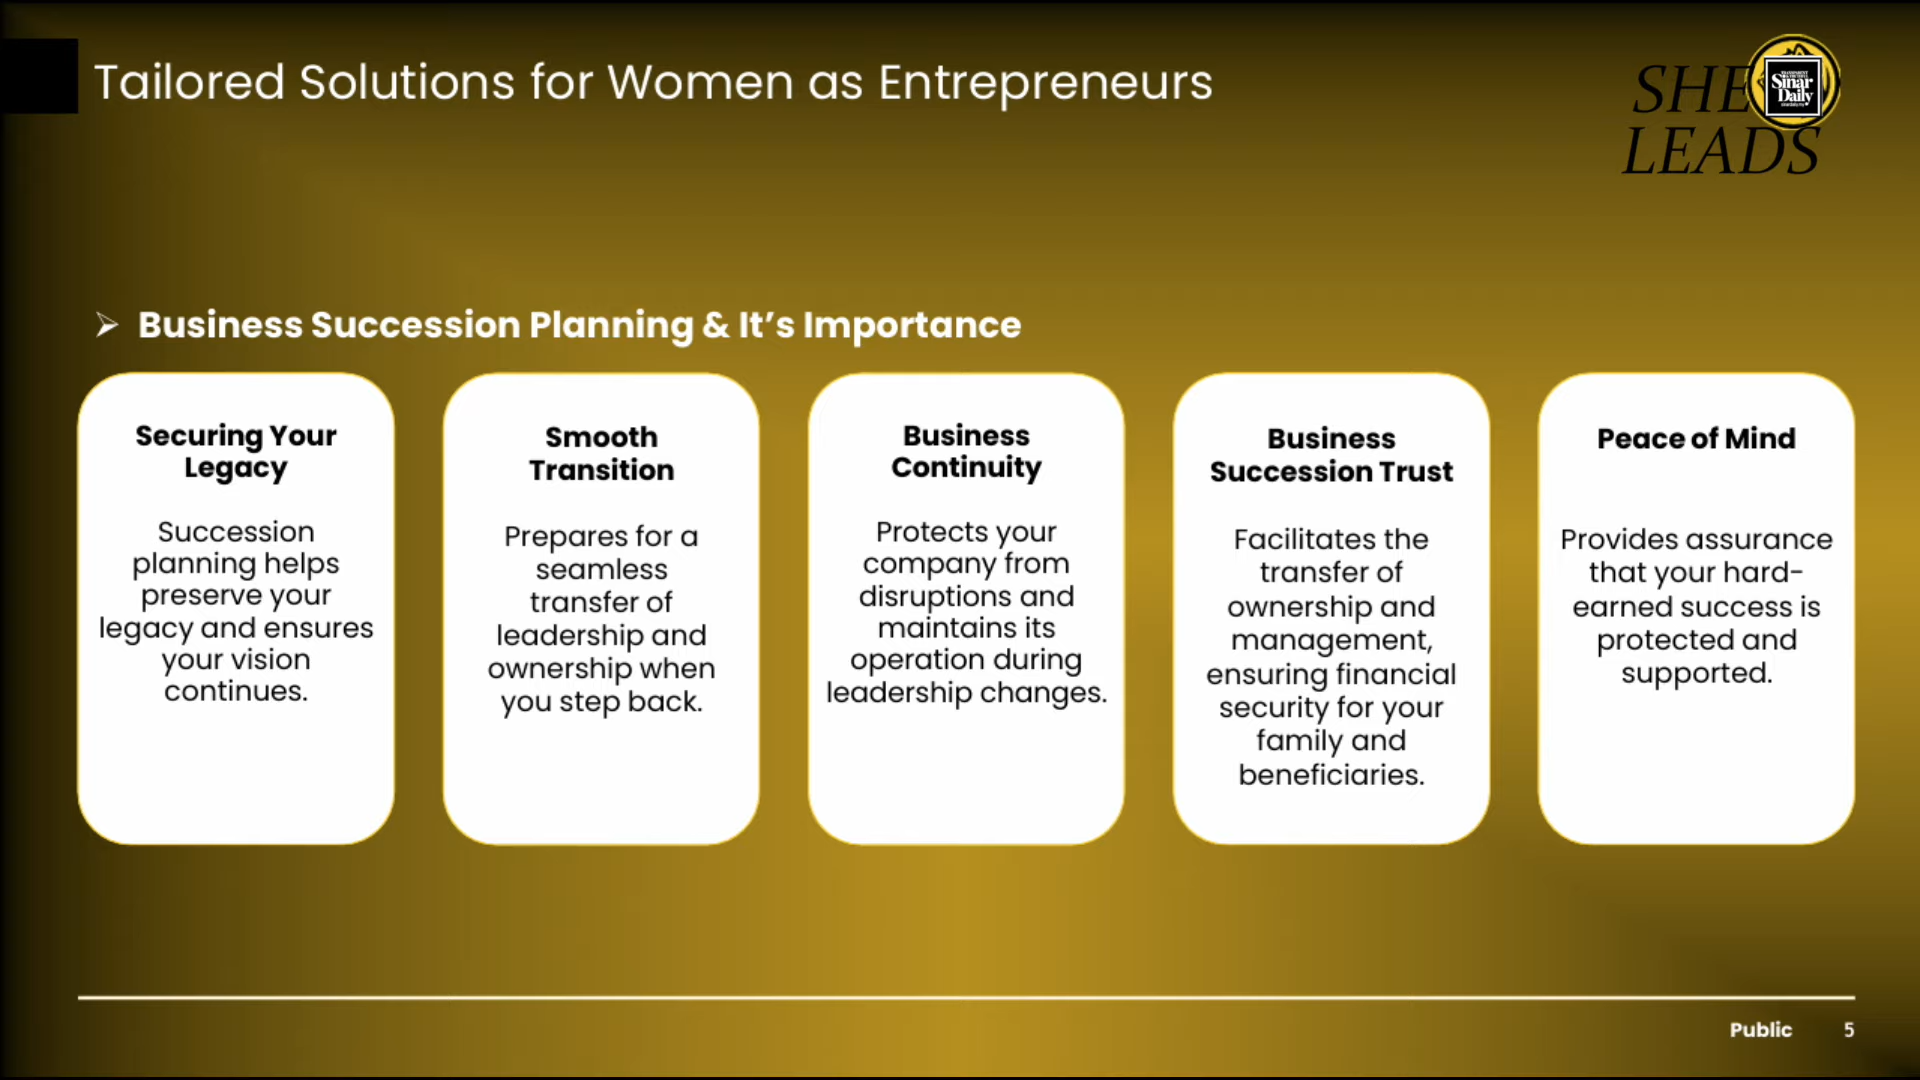 Tailored Solutions for Women as Entrepreneurs
SHE
LEADS
Sinar
Daily
Business Succession Planning & It’s Importance
Securing Your
Legacy
Succession
planning helps
preserve your
legacy and ensures
your vision
continues.
Smooth
Transition
Prepares for a
seamless
transfer of
leadership and
ownership when
you step back.
Business
Continuity
Protects your
company from
disruptions and
maintains its
operation during
leadership changes.
Business
Succession Trust
Facilitates the
transfer of
ownership and
management,
ensuring financial
security for your
family and
beneficiaries.
Peace of Mind
Provides assurance
that your hard-
earned success is
protected and
supported.
Public
5